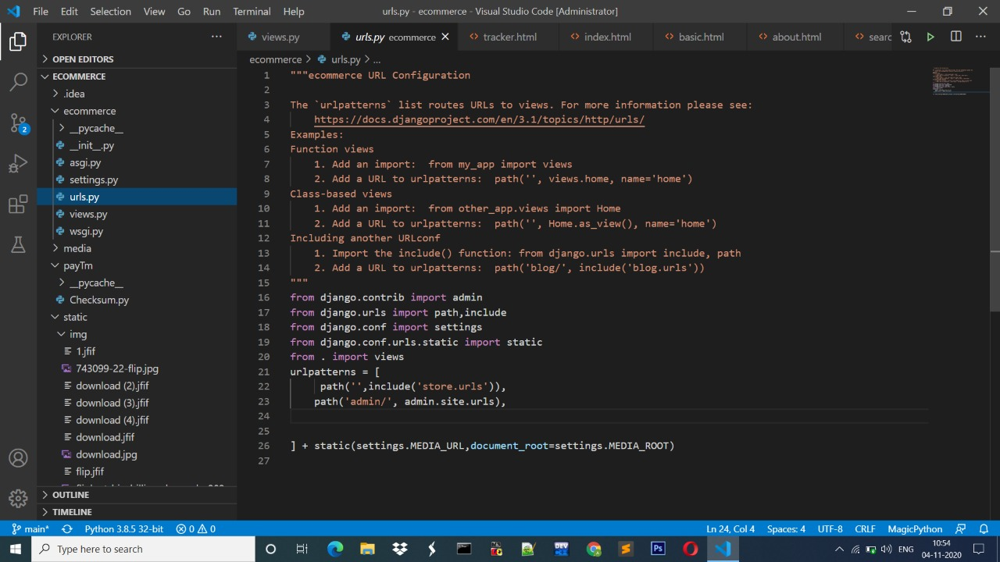 File Edit Selection View Go Run Terminal Help
urls.py - ecommerce - Visual Studio Code [Administrator]
EXPLORER
views.py
urls.py ecommerce
tracker.html
index.html
basic.html
about.html
searc
OPEN EDITORS
ECOMMERCE
.idea
ecommerce
__pycache__
__init__.py
asgi.py
settings.py
urls.py
views.py
wsgi.py
media
payTm
__pycache__
Checksum.py
static
img
1.jfif
743099-22-flip.jpg
download (2).jfif
download (3).jfif
download (4).jfif
download.jfif
download.jpg
flip.jfif
OUTLINE
TIMELINE
2
ecommerce > urls.py > ...
1 """ecommerce URL Configuration
2
3 The `urlpatterns` list routes URLs to views. For more information please see:
4 https://docs.djangoproject.com/en/3.1/topics/http/urls/
5 Examples:
6 Function views
7 1. Add an import:  from my_app import views
8 2. Add a URL to urlpatterns:  path('', views.home, name='home')
9 Class-based views
10 1. Add an import:  from other_app.views import Home
11 2. Add a URL to urlpatterns:  path('', Home.as_view(), name='home')
12 Including another URLconf
13 1. Import the include() function: from django.urls import include, path
14 2. Add a URL to urlpatterns:  path('blog/', include('blog.urls'))
15 """
16 from django.contrib import admin
17 from django.urls import path,include
18 from django.conf import settings
19 from django.conf.urls.static import static
20 from . import views
21 urlpatterns = [
22 path('',include('store.urls')),
23 path('admin/', admin.site.urls),
24
25
26 ] + static(settings.MEDIA_URL,document_root=settings.MEDIA_ROOT)
27
main* Python 3.8.5 32-bit 0 0
Ln 24, Col 4 Spaces: 4 UTF-8 CRLF MagicPython
Type here to search
DEV
Ps
ENG
10:54
04-11-2020